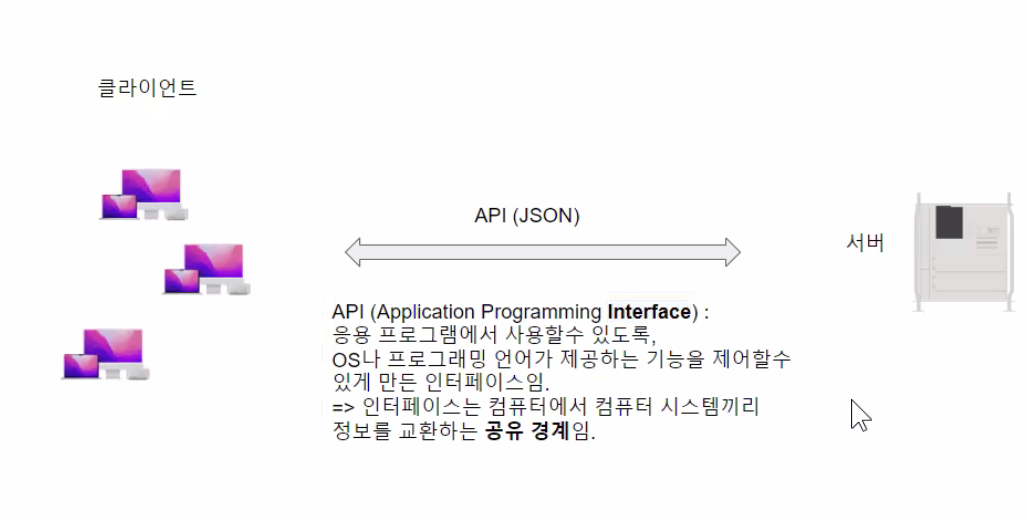 클라이언트
API (JSON)
서버
API (Application Programming Interface) :
응용 프로그램에서 사용할수 있도록,
OS나 프로그래밍 언어가 제공하는 기능을 제어할수
있게 만든 인터페이스임.
=> 인터페이스는 컴퓨터에서 컴퓨터 시스템끼리
정보를 교환하는 공유 경계임.